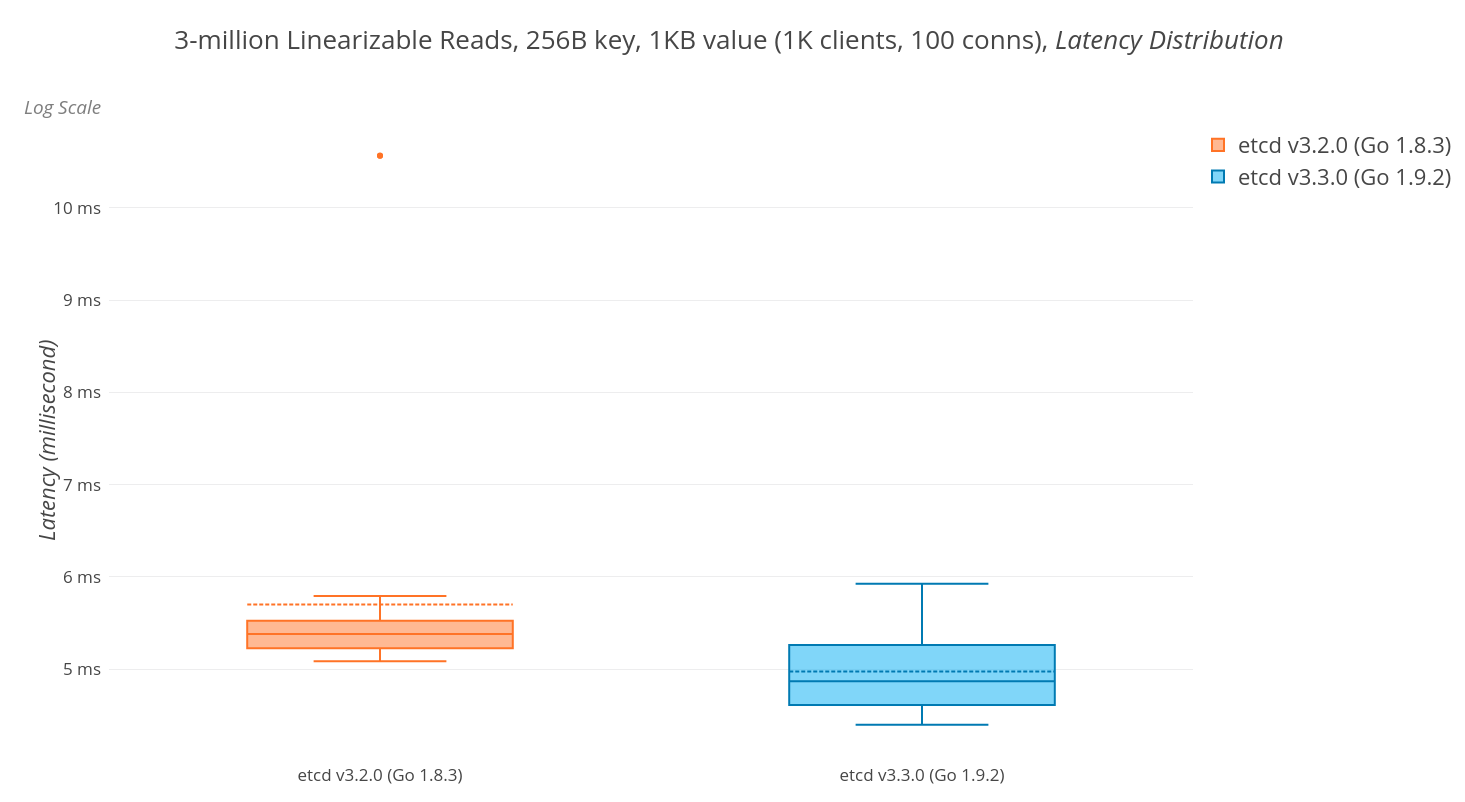 3-million Linearizable Reads, 256B key, 1KB value (1K clients, 100 conns), Latency Distribution
Log Scale
etcd v3.2.0 (Go 1.8.3)
etcd v3.3.0 (Go 1.9.2)
10 ms
9 ms
8 ms
7 ms
6 ms
5 ms
Latency (millisecond)
etcd v3.2.0 (Go 1.8.3)
etcd v3.3.0 (Go 1.9.2)